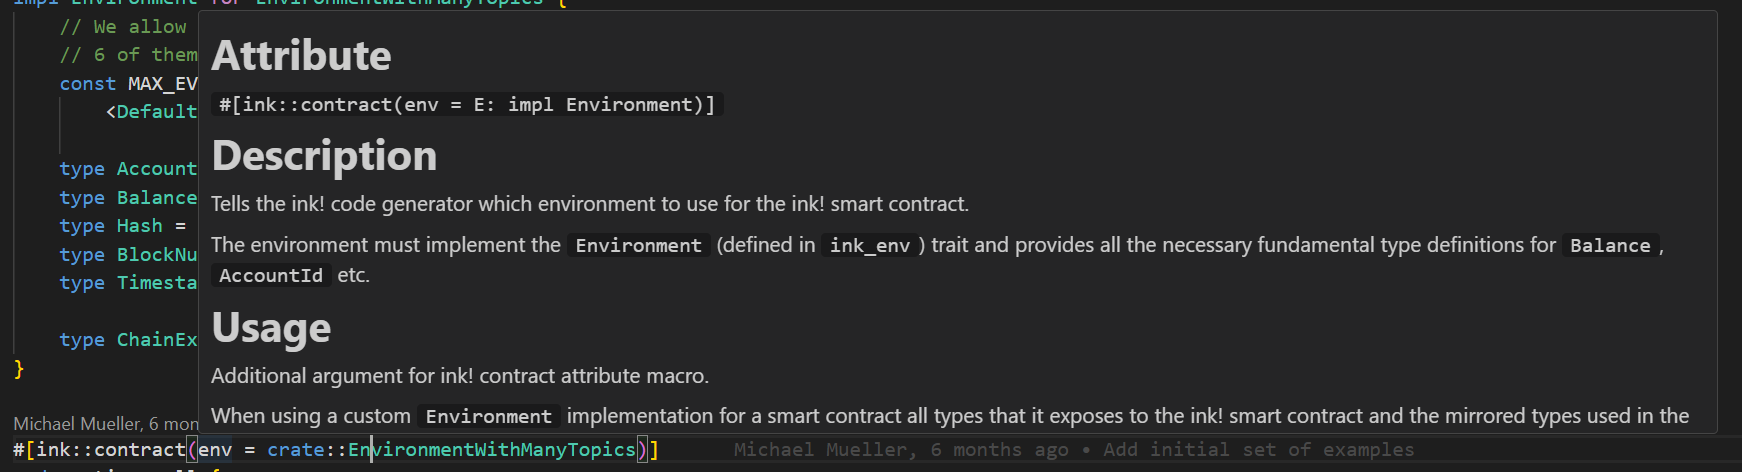 impl Environment for EnvironmentWithManyTopics {
// We allow
// 6 of them
const MAX_EV
<Default
type Account
type Balance
type Hash =
type BlockNu
type Timesta
type ChainEx
}
Attribute
#[ink::contract(env = E: impl Environment)]
Description
Tells the ink! code generator which environment to use for the ink! smart contract.
The environment must implement the Environment (defined in ink_env) trait and provides all the necessary fundamental type definitions for Balance,
AccountId etc.
Usage
Additional argument for ink! contract attribute macro.
When using a custom Environment implementation for a smart contract all types that it exposes to the ink! smart contract and the mirrored types used in the
Michael Mueller, 6 mon
#[ink::contract(env = crate::EnvironmentWithManyTopics)] Michael Mueller, 6 months ago • Add initial set of examples